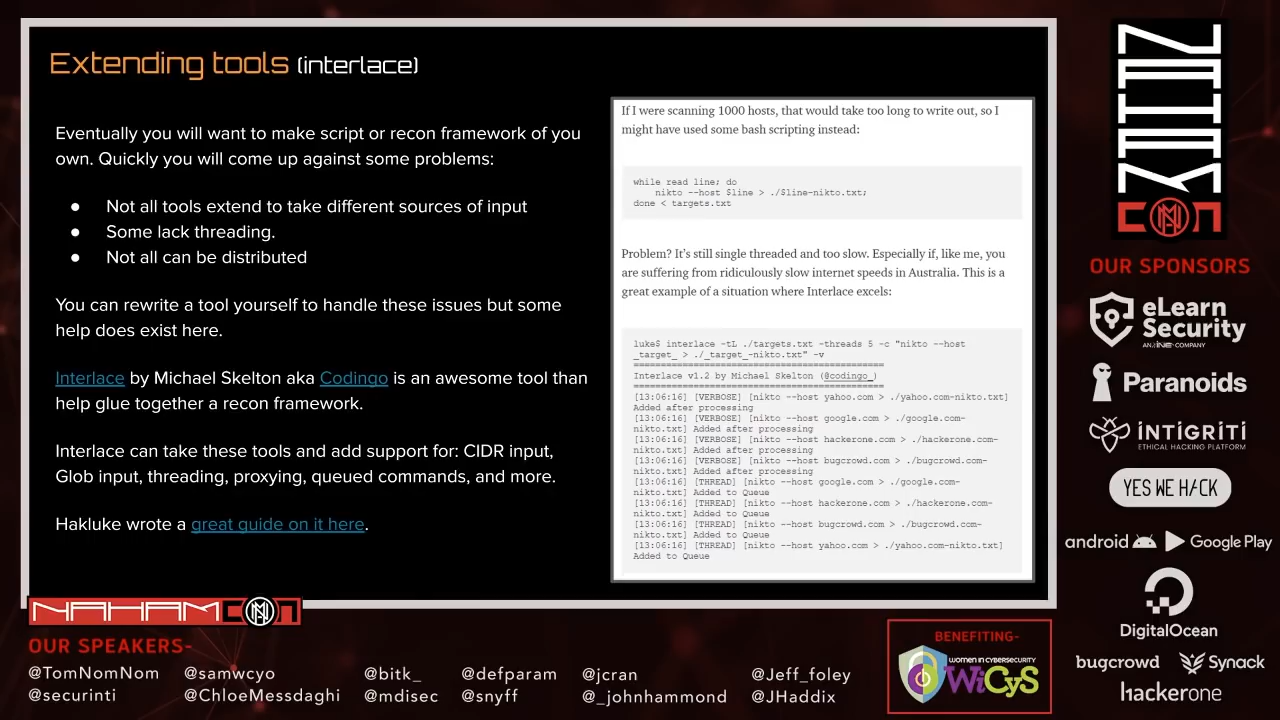 Extending tools (interlace)
Eventually you will want to make script or recon framework of you
own. Quickly you will come up against some problems:
● Not all tools extend to take different sources of input
● Some lack threading.
● Not all can be distributed
You can rewrite a tool yourself to handle these issues but some
help does exist here.
Interlace by Michael Skelton aka Codingo is an awesome tool than
help glue together a recon framework.
Interlace can take these tools and add support for: CIDR input,
Glob input, threading, proxying, queued commands, and more.
Hakluke wrote a great guide on it here.
If I were scanning 1000 hosts, that would take too long to write out, so I
might have used some bash scripting instead:
while read line; do
nikto --host $line > ./$line-nikto.txt;
done < targets.txt
Problem? It's still single threaded and too slow. Especially if, like me, you
are suffering from ridiculously slow internet speeds in Australia. This is a
great example of a situation where Interlace excels:
luke$ interlace -tL ./targets.txt -threads 5 -c "nikto --host
_target_ > ./_target_-nikto.txt" -v
==============================================
Interlace v1.2 by Michael Skelton (@codingo_)
==============================================
[13:06:16] [VERBOSE] [nikto --host yahoo.com > ./yahoo.com-nikto.txt]
Added after processing
[13:06:16] [VERBOSE] [nikto --host google.com > ./google.com-
nikto.txt] Added after processing
[13:06:16] [VERBOSE] [nikto --host hackerone.com > ./hackerone.com-
nikto.txt] Added after processing
[13:06:16] [VERBOSE] [nikto --host bugcrowd.com > ./bugcrowd.com-
nikto.txt] Added after processing
[13:06:16] [THREAD] [nikto --host google.com > ./google.com-
nikto.txt] Added to Queue
[13:06:16] [THREAD] [nikto --host hackerone.com > ./hackerone.com-
nikto.txt] Added to Queue
[13:06:16] [THREAD] [nikto --host bugcrowd.com > ./bugcrowd.com-
nikto.txt] Added to Queue
[13:06:16] [THREAD] [nikto --host yahoo.com > ./yahoo.com-nikto.txt]
Added to Queue
NAHAMCON
OUR SPEAKERS-
@TomNomNom @samwcyo @bitk_ @defparam @jcran @Jeff_foley
@securinti @ChloeMessdaghi @mdisec @snyff @_johnhammond @JHaddix
BENEFITING-
WOMEN IN CYBERSECURITY
WiCyS
NAHAM
CON
OUR SPONSORS
eLearn
Security
AN INE COMPANY
Paranoids
INTIGRITI
ETHICAL HACKING PLATFORM
YES WE H/CK
android Google Play
DigitalOcean
bugcrowd Synack
hackerone